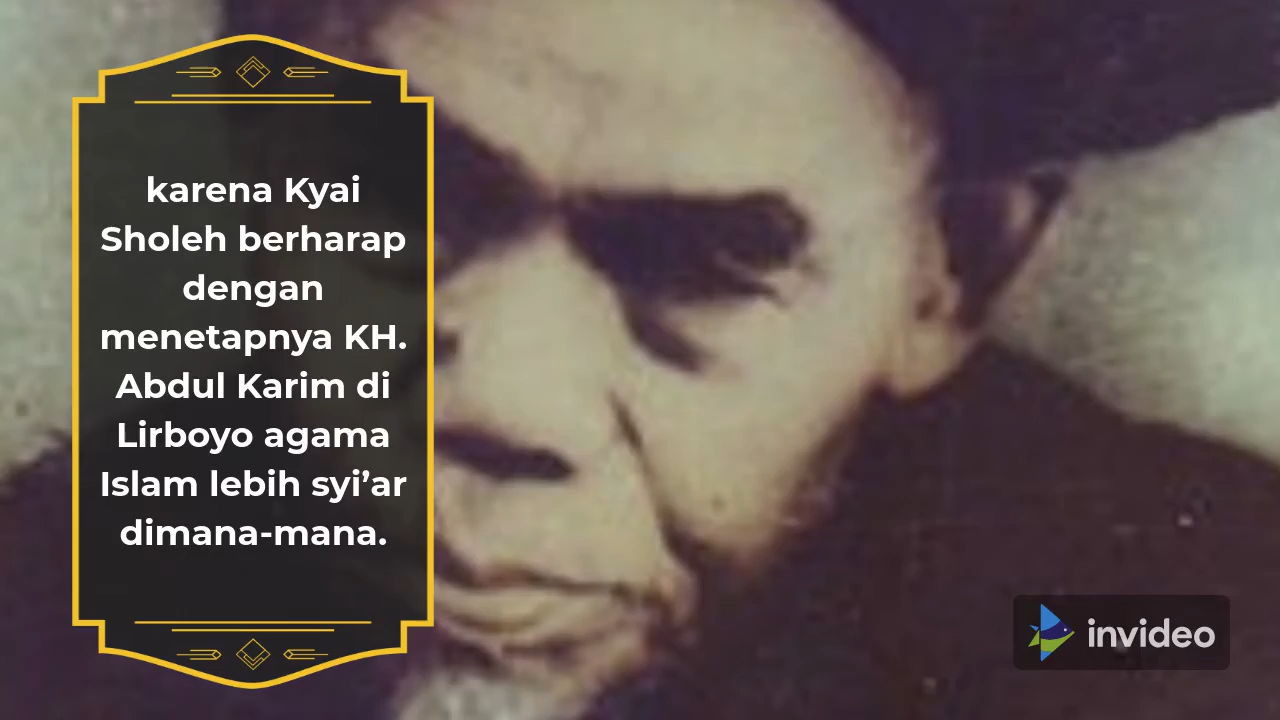 karena Kyai
Sholeh berharap
dengan
menetapnya KH.
Abdul Karim di
Lirboyo agama
Islam lebih syi’ar
dimana-mana.
invideo